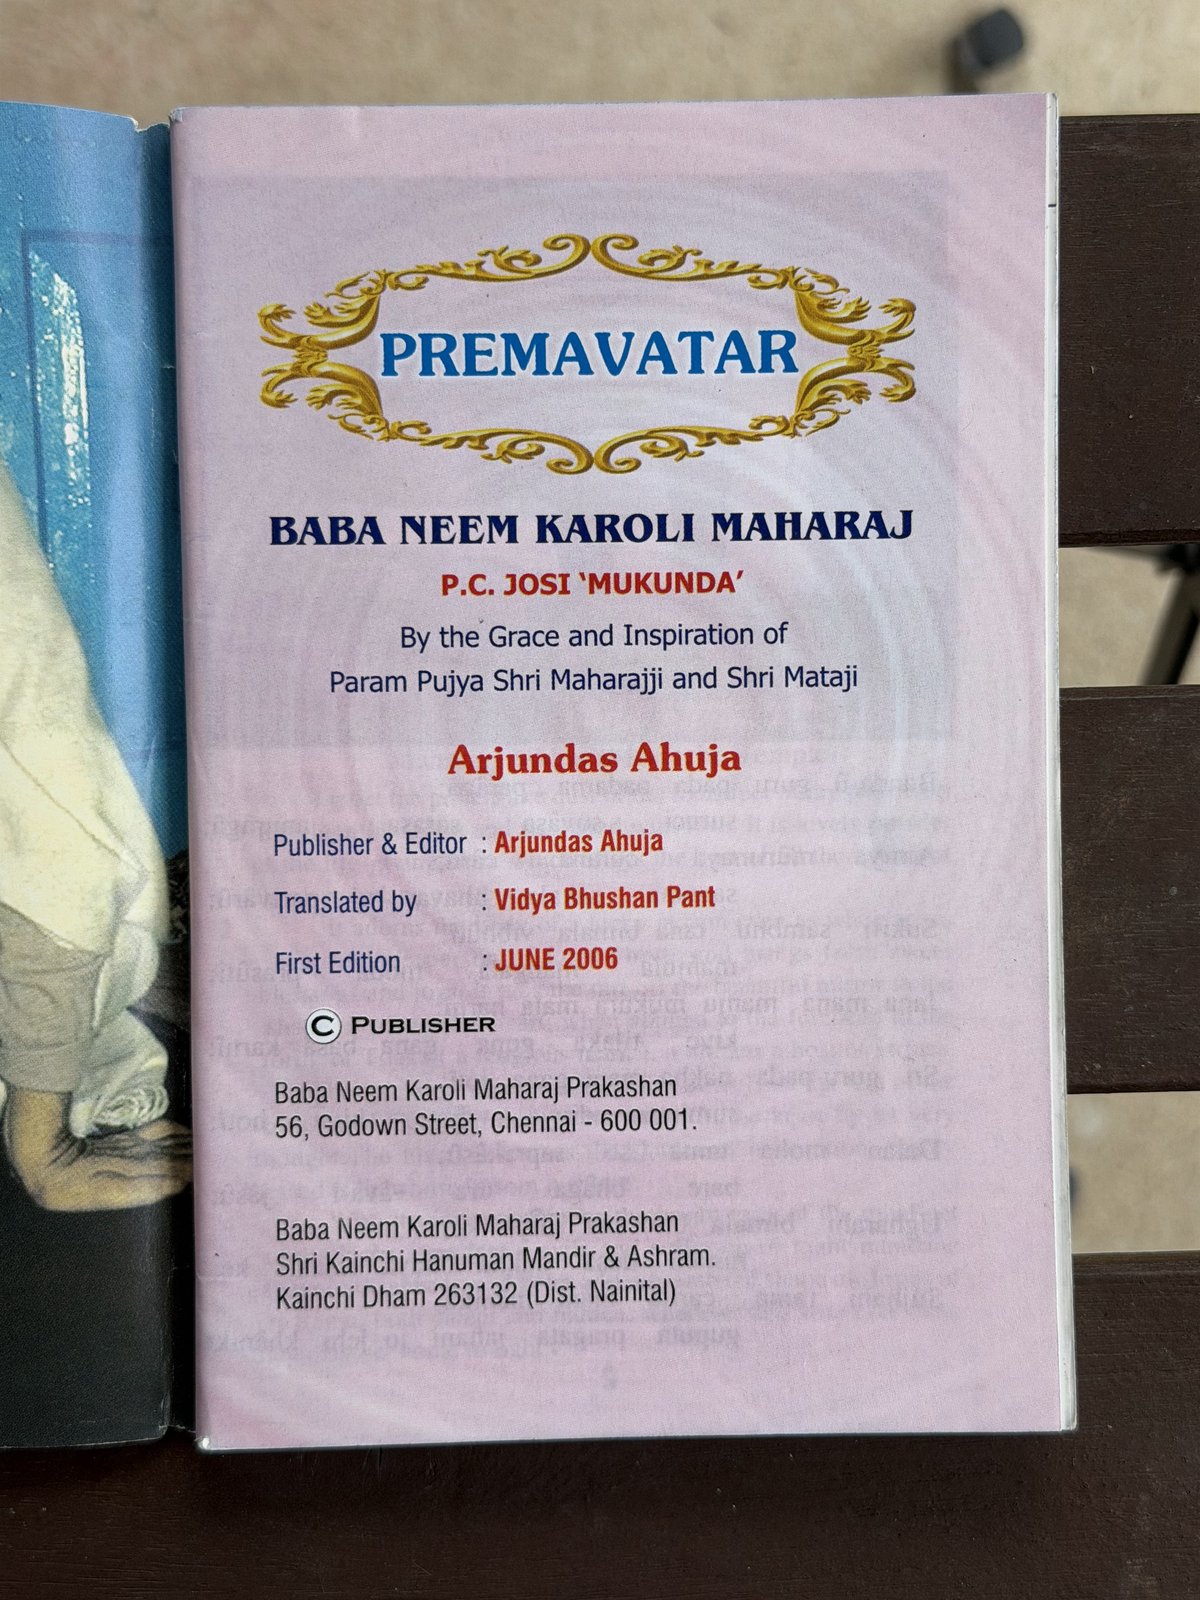 PREMAVATAR
BABA NEEM KAROLI MAHARAJ
P.C. JOSI ‘MUKUNDA’
By the Grace and Inspiration of
Param Pujya Shri Maharajji and Shri Mataji
Arjundas Ahuja
Publisher & Editor : Arjundas Ahuja
Translated by : Vidya Bhushan Pant
First Edition : JUNE 2006
© PUBLISHER
Baba Neem Karoli Maharaj Prakashan
56, Godown Street, Chennai - 600 001.
Baba Neem Karoli Maharaj Prakashan
Shri Kainchi Hanuman Mandir & Ashram.
Kainchi Dham 263132 (Dist. Nainital)